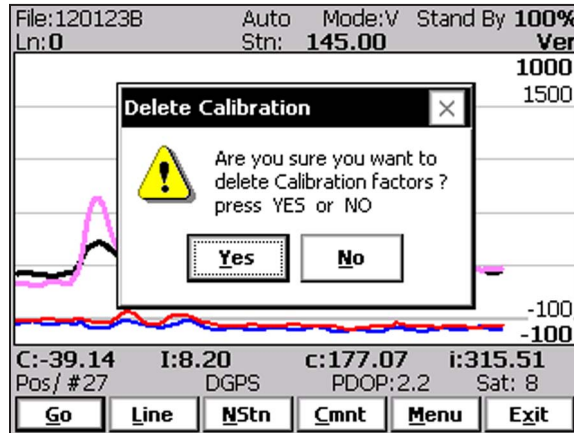 File:120123B Auto Mode:V Stand By 100%
Ln:0 Stn: 145.00 Ver
1000
1500
Delete Calibration
Are you sure you want to
delete Calibration factors ?
press YES or NO
Yes No
-100
-100
C:-39.14 I:8.20 c:177.07 i:315.51
Pos/ #27 DGPS PDOP:2.2 Sat: 8
Go Line NStn Cmnt Menu Exit